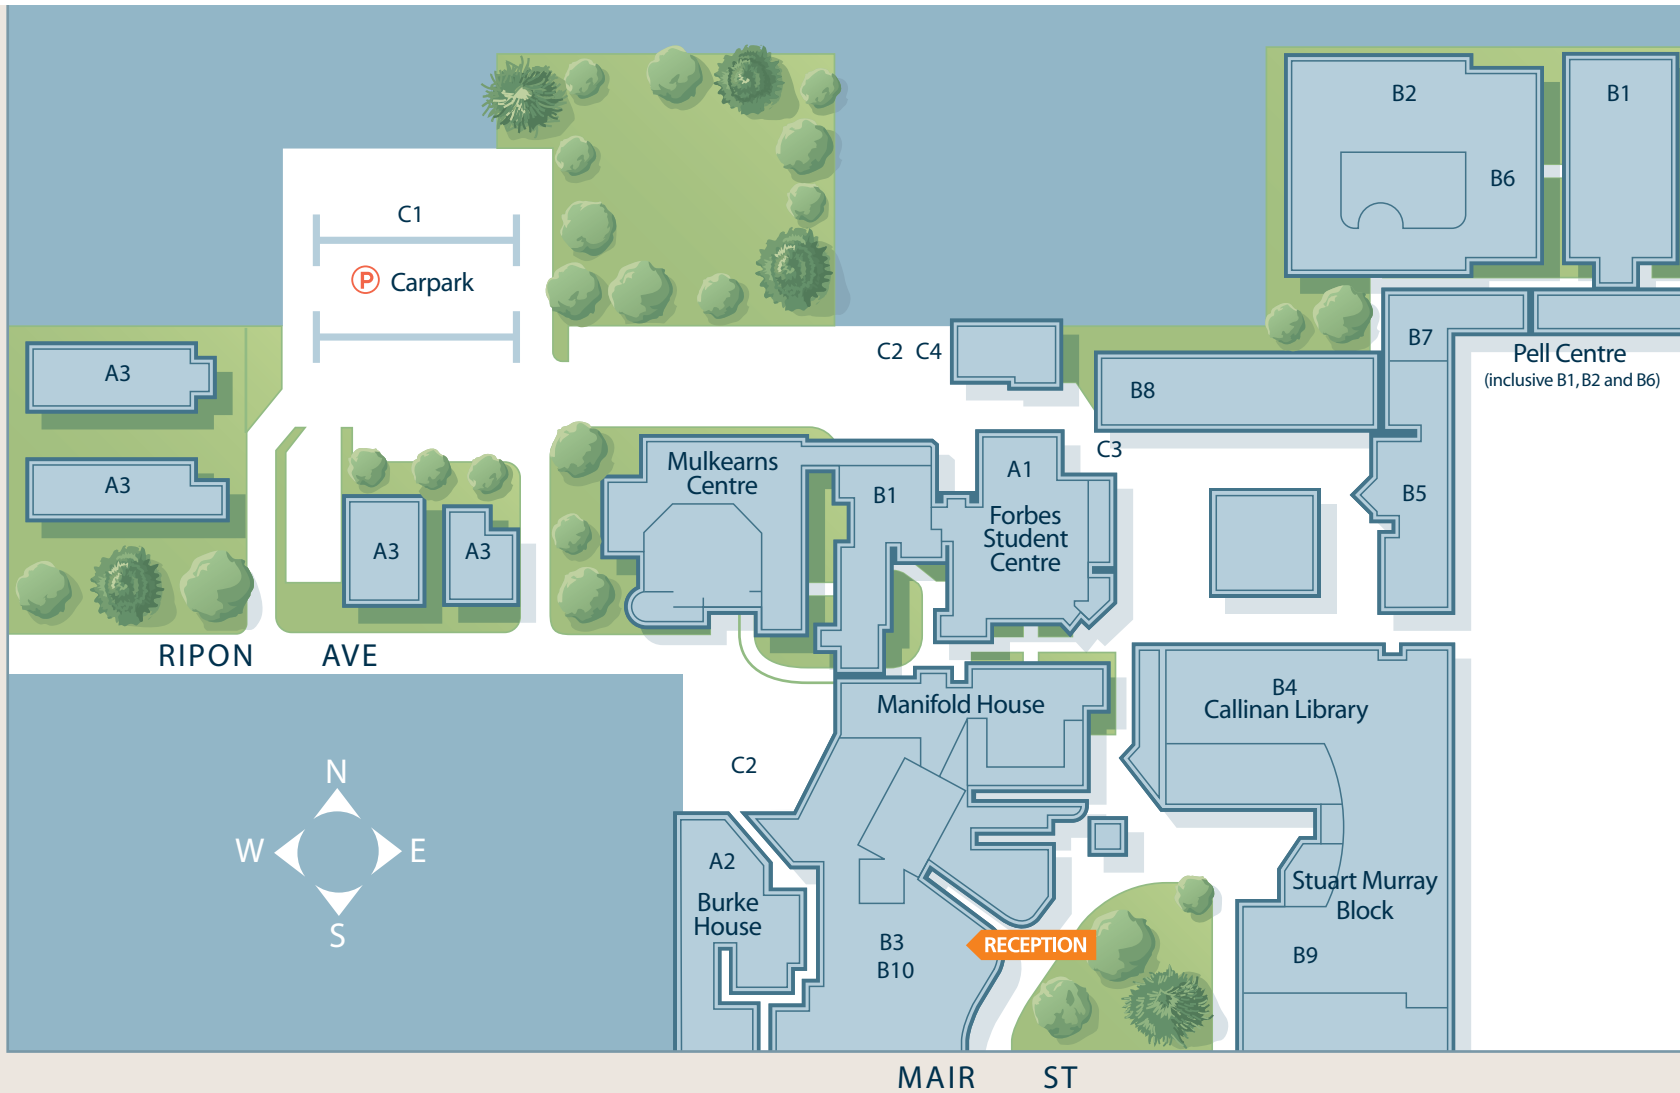 B2
B1
B6
C1
P Carpark
B7
Pell Centre
(inclusive B1, B2 and B6)
C2 C4
A3
B8
C3
Mulkearns
Centre
A1
A3
B1
B5
Forbes
Student
Centre
A3
A3
RIPON AVE
B4
Callinan Library
Manifold House
C2
N
W
E
S
A2
Burke
House
Stuart Murray
Block
B3
B10
RECEPTION
B9
MAIR ST